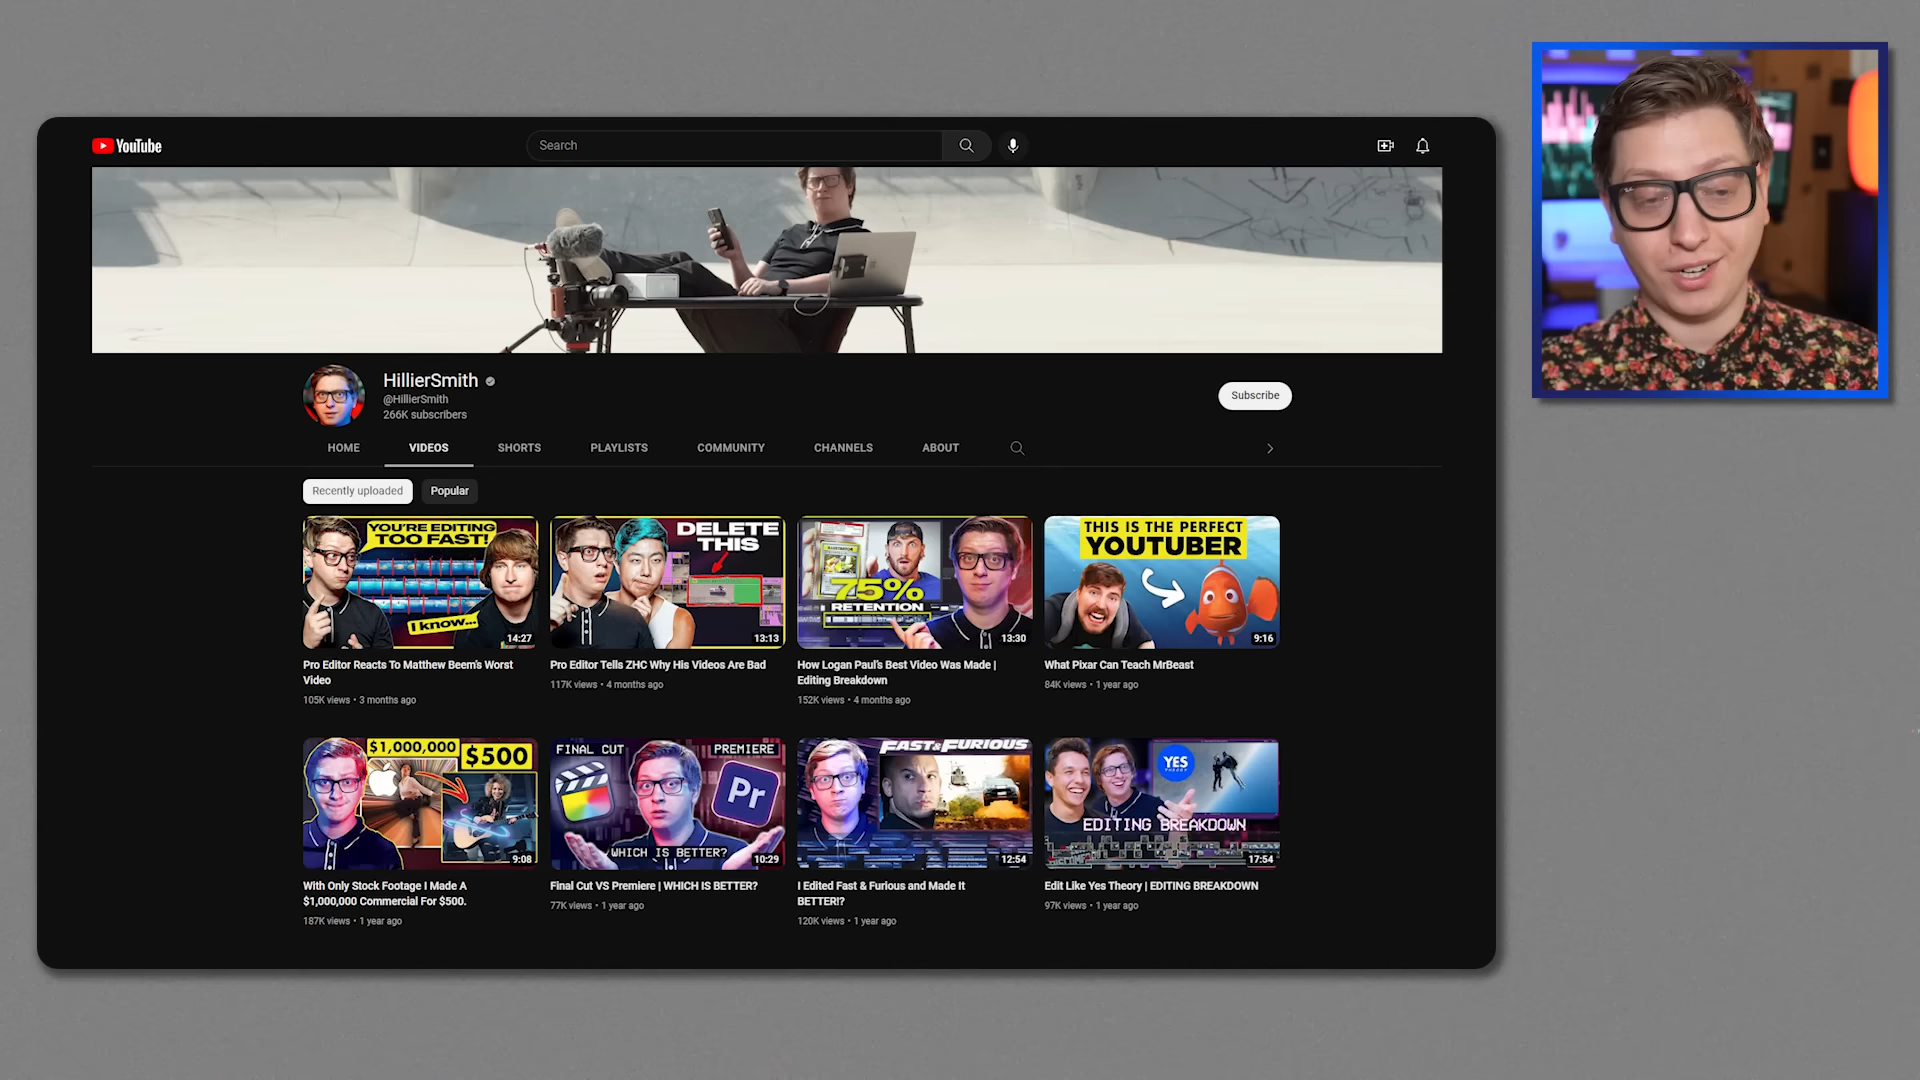 YouTube
Search
HillierSmith
@HillierSmith
266K subscribers
Subscribe
HOME
VIDEOS
SHORTS
PLAYLISTS
COMMUNITY
CHANNELS
ABOUT
Recently uploaded
Popular
YOU'RE EDITING
TOO FAST!
I know...
14:27
DELETE
THIS
13:13
75%
RETENTION
13:30
THIS IS THE PERFECT
YOUTUBER
9:16
Pro Editor Reacts To Matthew Beem's Worst
Video
105K views • 3 months ago
Pro Editor Tells ZHC Why His Videos Are Bad
117K views • 4 months ago
How Logan Paul's Best Video Was Made |
Editing Breakdown
152K views • 4 months ago
What Pixar Can Teach MrBeast
84K views • 1 year ago
$1,000,000
$500
9:08
FINAL CUT
PREMIERE
Pr
WHICH IS BETTER?
10:29
FAST&FURIOUS
12:54
YES
THEORY
EDITING BREAKDOWN
17:54
With Only Stock Footage I Made A
$1,000,000 Commercial For $500.
187K views • 1 year ago
Final Cut VS Premiere | WHICH IS BETTER?
77K views • 1 year ago
I Edited Fast & Furious and Made It
BETTER!?
120K views • 1 year ago
Edit Like Yes Theory | EDITING BREAKDOWN
97K views • 1 year ago